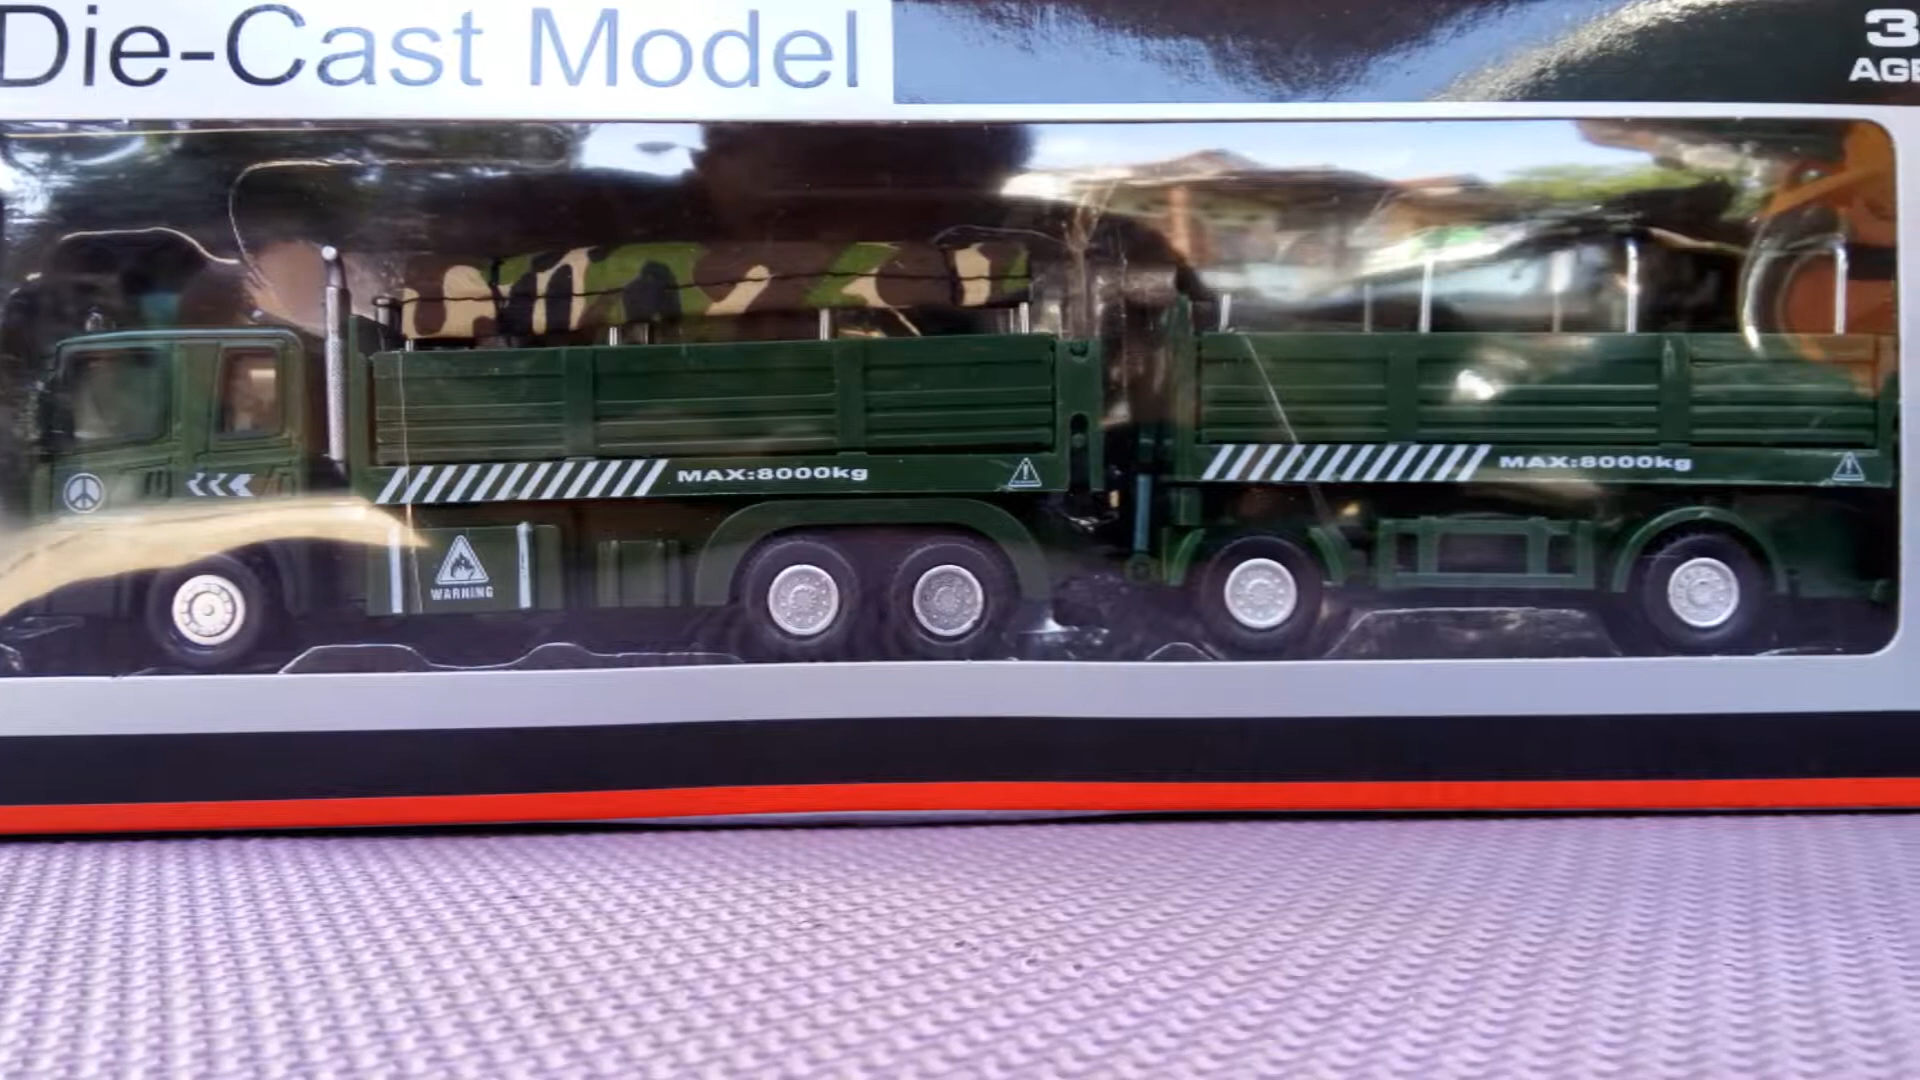 Die-Cast Model
3
AGE
MAX:8000kg
MAX:8000kg
WARNING